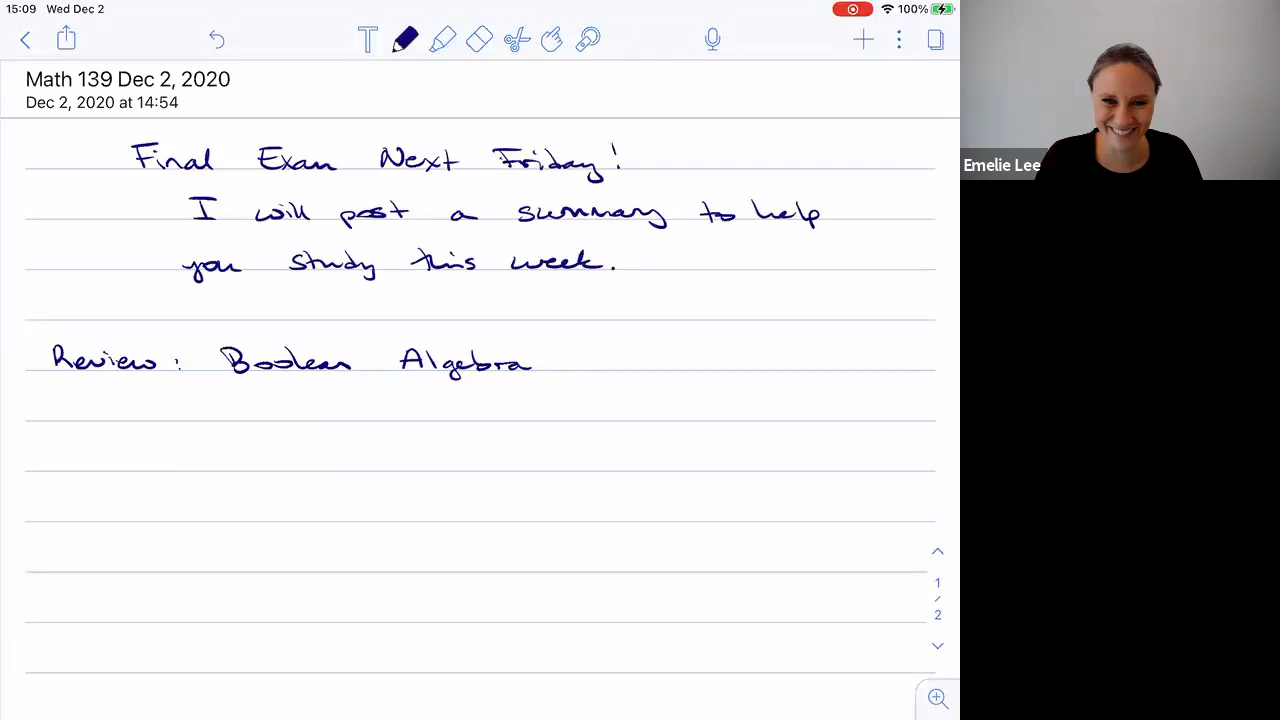 15:09 Wed Dec 2
100%
T
Math 139 Dec 2, 2020
Dec 2, 2020 at 14:54
Final Exam Next Friday!
I will post a summary to help
you study this week.
Review: Boolean Algebra
1
/
2
Emelie Lee